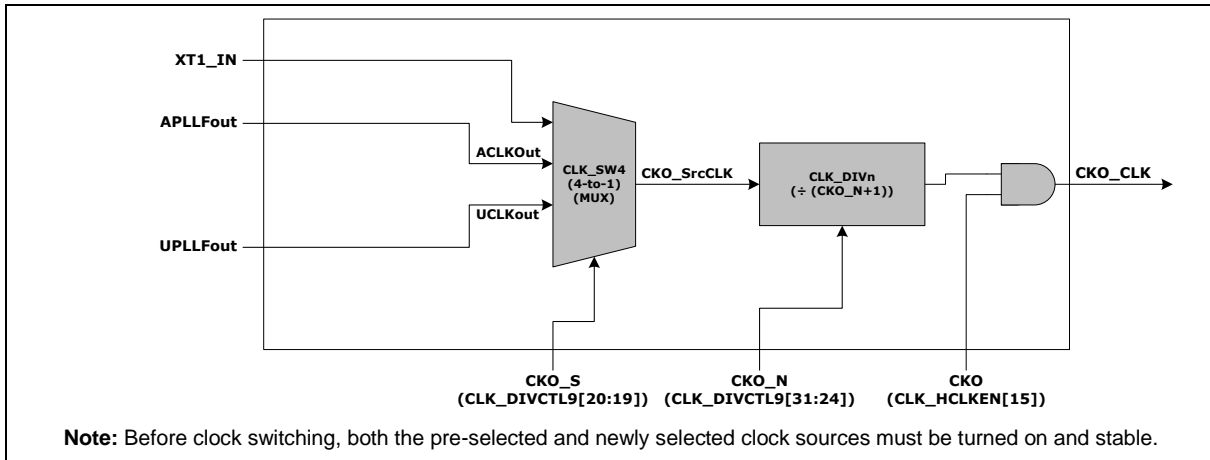 XT1_IN
APLLFout
ACLKOut
UCLKout
UPLLFout
CLK_SW4
(4-to-1)
(MUX)
CKO_SrcCLK
CLK_DIVn
(÷ (CKO_N+1))
CKO_CLK
CKO_S
(CLK_DIVCTL9[20:19])
CKO_N
(CLK_DIVCTL9[31:24])
CKO
(CLK_HCLKEN[15])
Note: Before clock switching, both the pre-selected and newly selected clock sources must be turned on and stable.